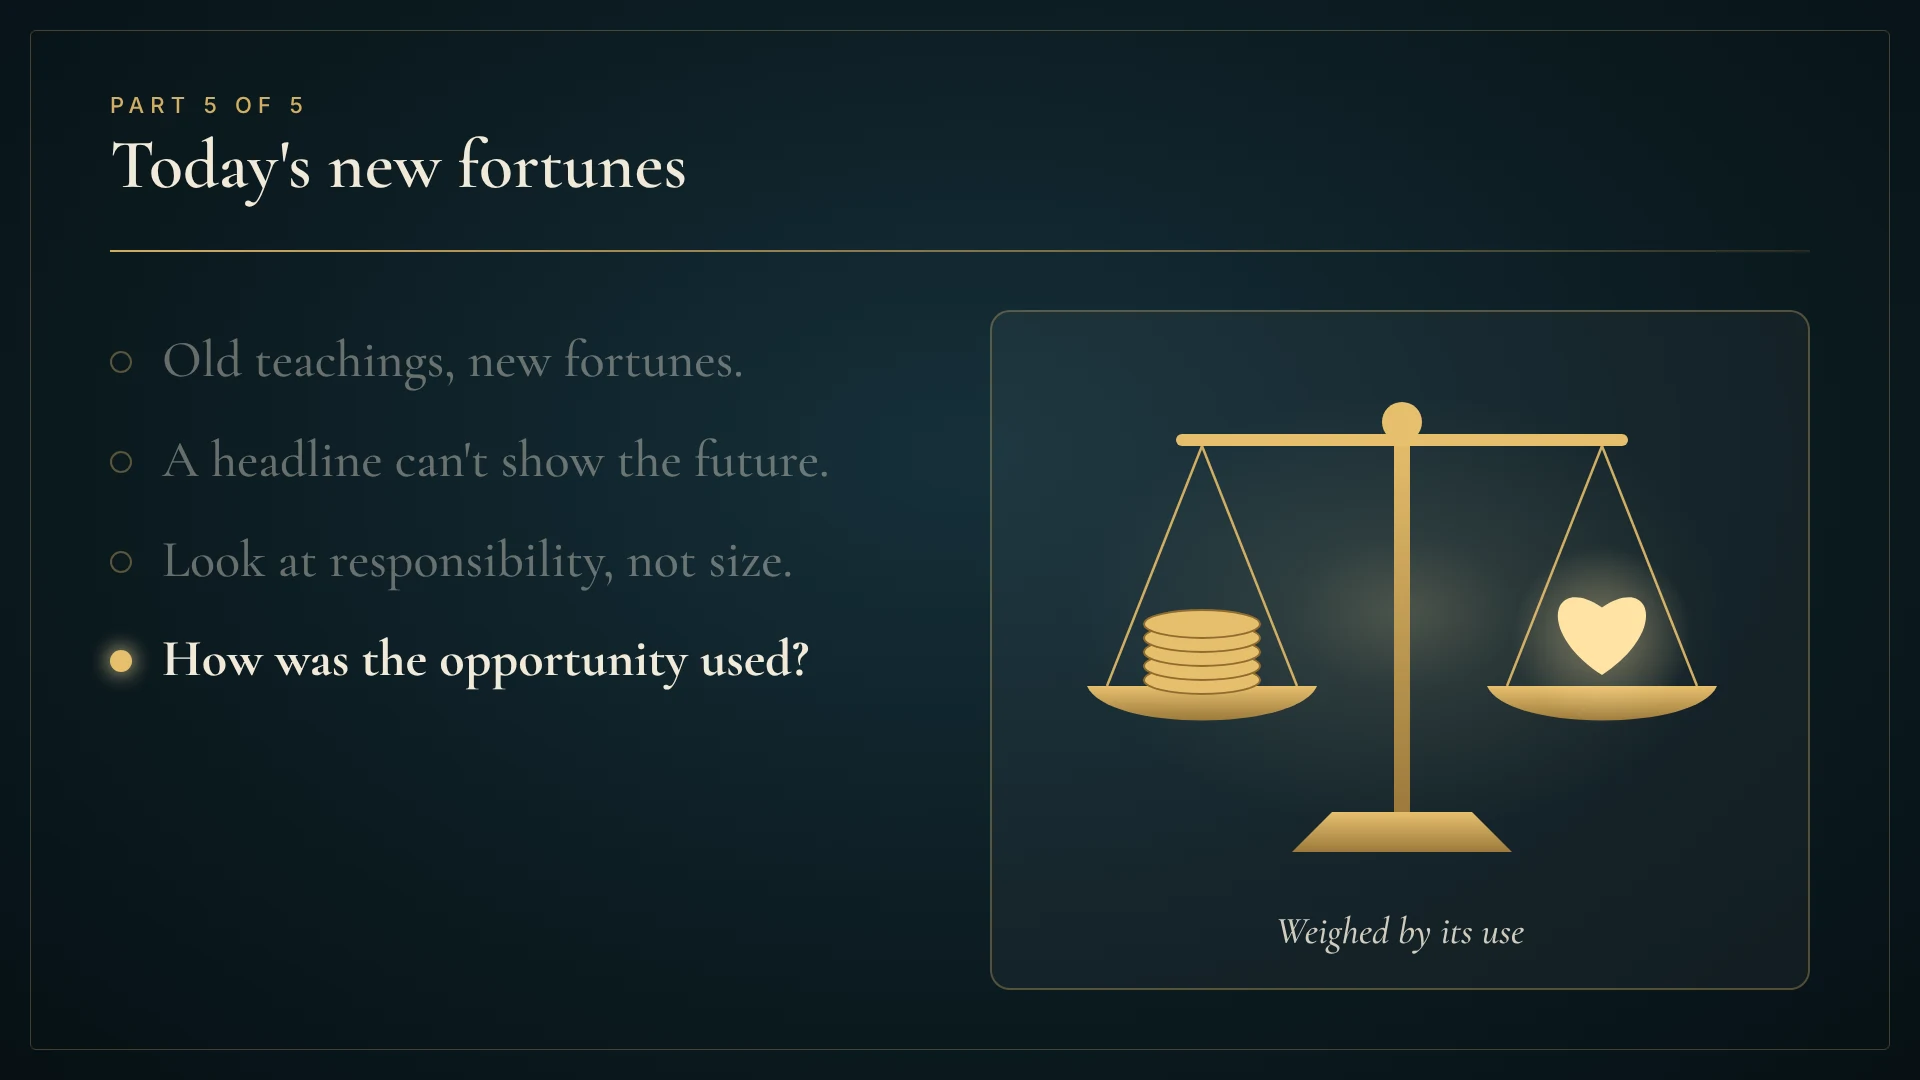 PART 5 OF 5
Today's new fortunes
Old teachings, new fortunes.
A headline can't show the future.
Look at responsibility, not size.
How was the opportunity used?
Weighed by its use